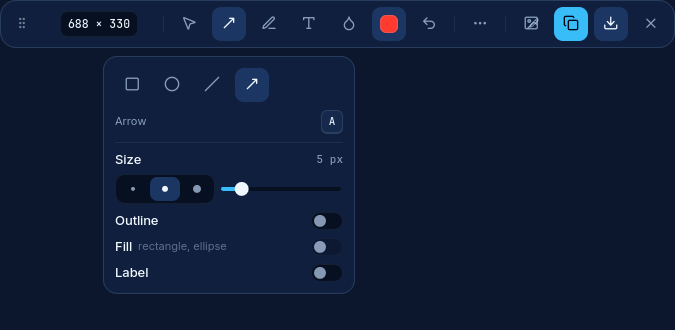 688 × 330
T
Arrow A
Size 5 px
Outline
Fill rectangle, ellipse
Label